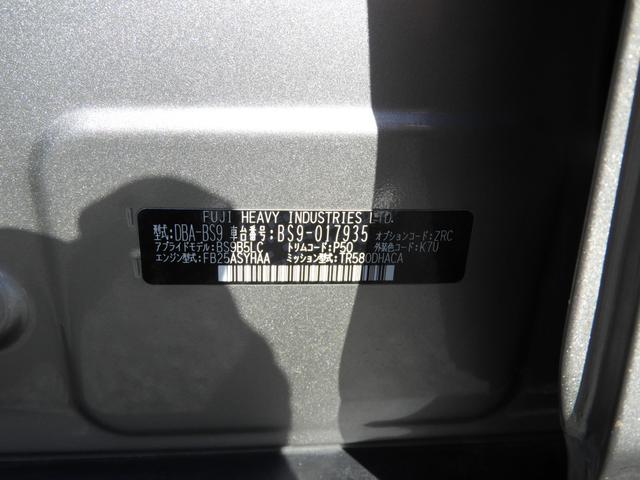 FUJI HEAVY INDUSTRIES LTD.
型式:DBA-BS9 車台番号:BS9-017935 オプションコード:ZRC
アプライドモデル:BS9B5LC トリムコード:P50 外装色コード:K7U
エンジン型式:FB25ASYHAA ミッション型式:TR580DHACA